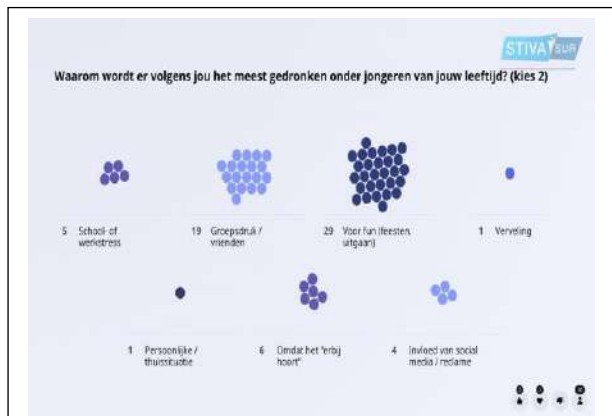 STIVASUR
Waarom wordt er volgens jou het meest gedronken onder jongeren van jouw leeftijd? (kies 2)
5 School- of
werkstress
19 Groepsdruk /
vrienden
29 Voor fun (feesten,
uitgaan)
1 Verveling
1 Persoonlijke /
thuissituatie
6 Omdat het "erbij
hoort"
4 Invloed van social
media / reclame